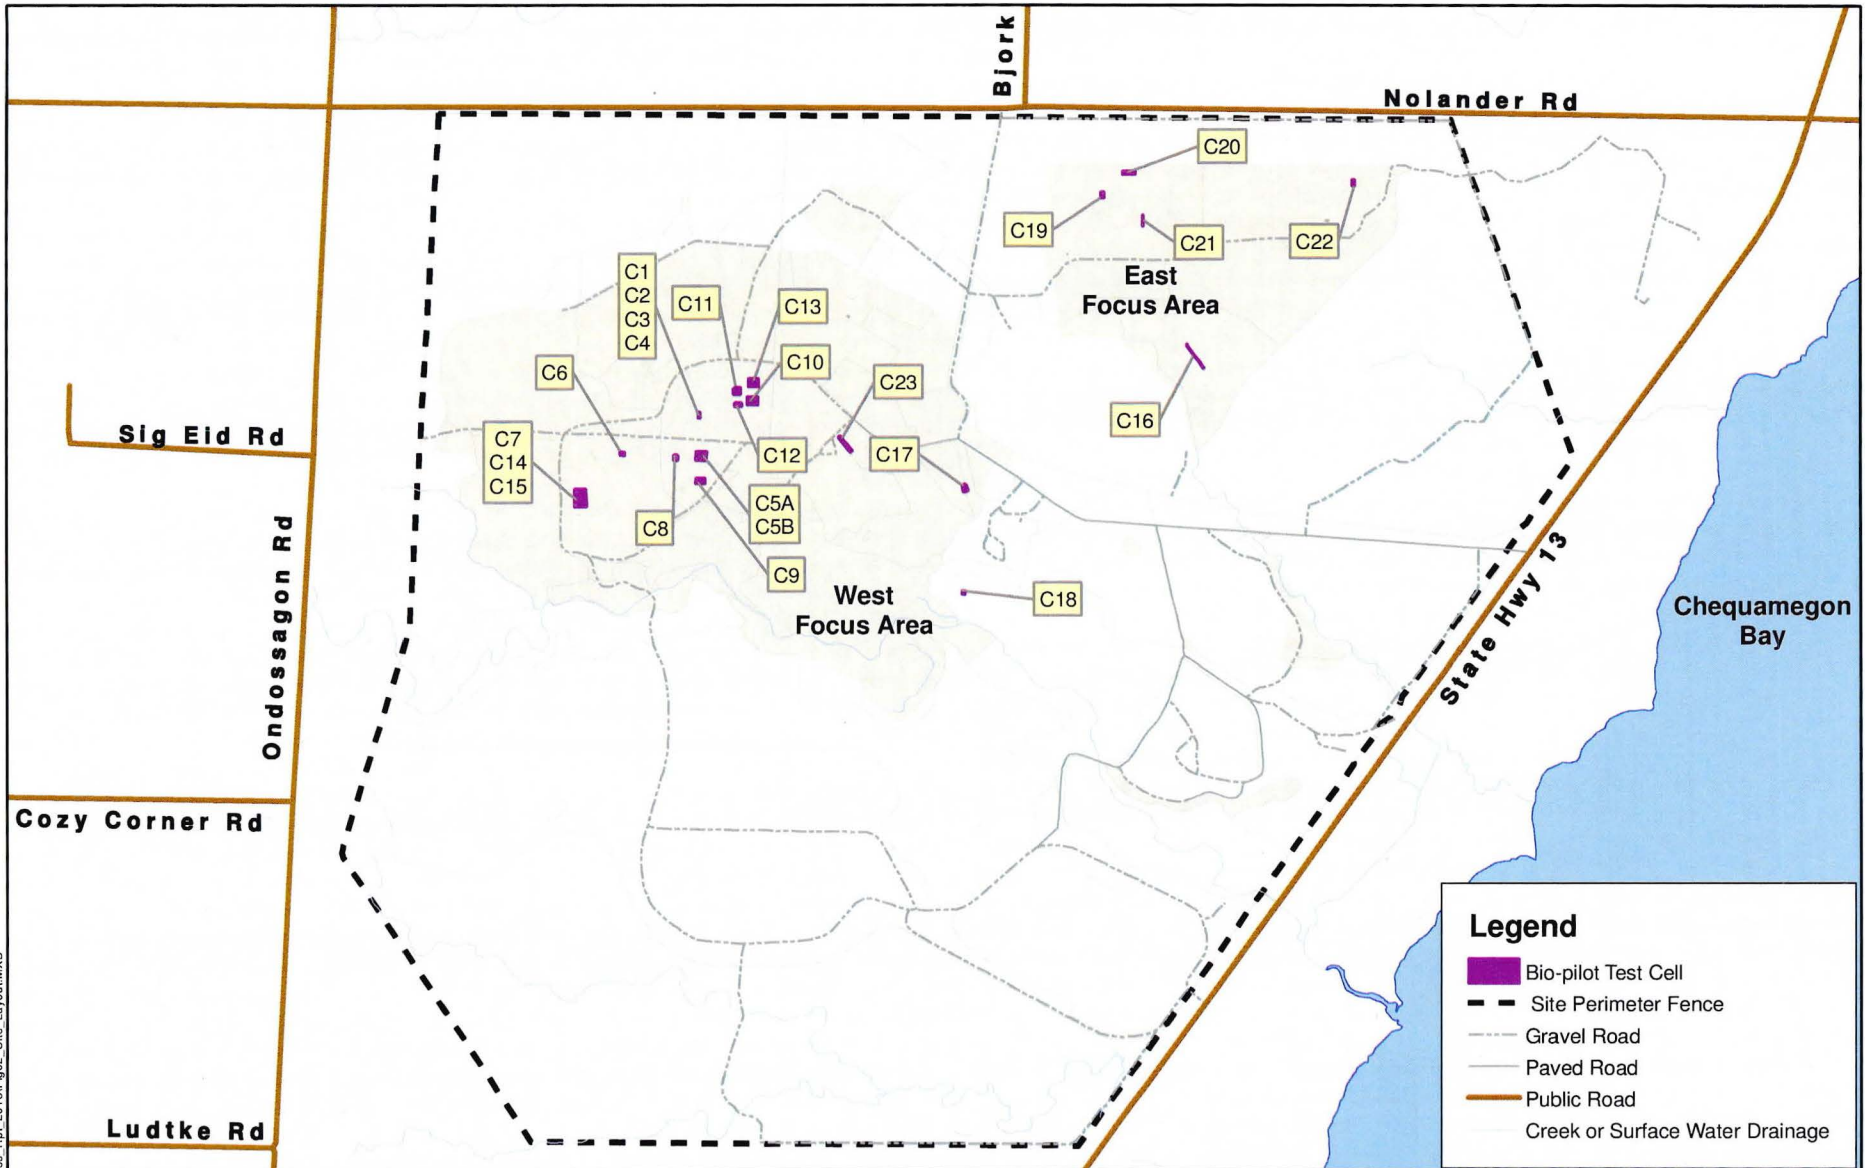 Bjork
Nolander Rd
C20
C19
C21
C22
East
Focus Area
C1
C2
C3
C4
C11
C13
C10
C6
C23
C16
Sig Eid Rd
C7
C14
C15
C12
C17
C5A
C5B
C8
C9
C18
West
Focus Area
Ondossagon Rd
State Hwy 13
Chequamegon
Bay
Cozy Corner Rd
Ludtke Rd
Legend
Bio-pilot Test Cell
Site Perimeter Fence
Gravel Road
Paved Road
Public Road
Creek or Surface Water Drainage